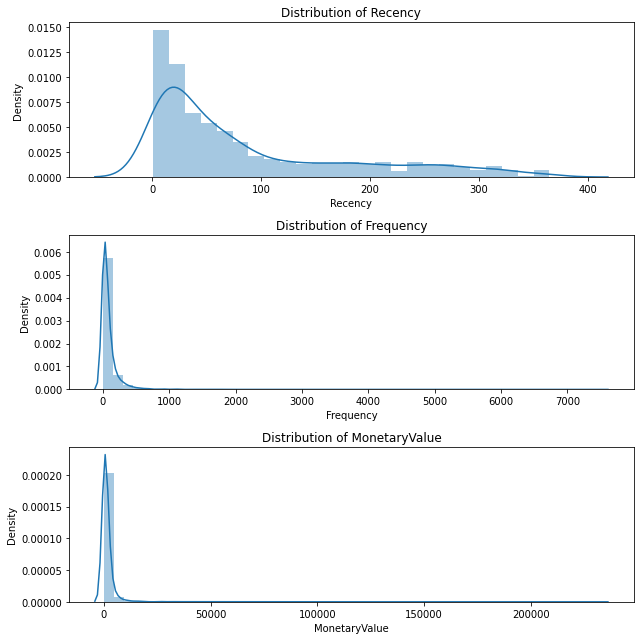 Distribution of Recency
0.0150
0.0125
0.0100
0.0075
0.0050
0.0025
0.0000
Density
0 100 200 300 400
Recency
Distribution of Frequency
0.006
0.005
0.004
0.003
0.002
0.001
0.000
Density
0 1000 2000 3000 4000 5000 6000 7000
Frequency
Distribution of MonetaryValue
0.00020
0.00015
0.00010
0.00005
0.00000
Density
0 50000 100000 150000 200000
MonetaryValue